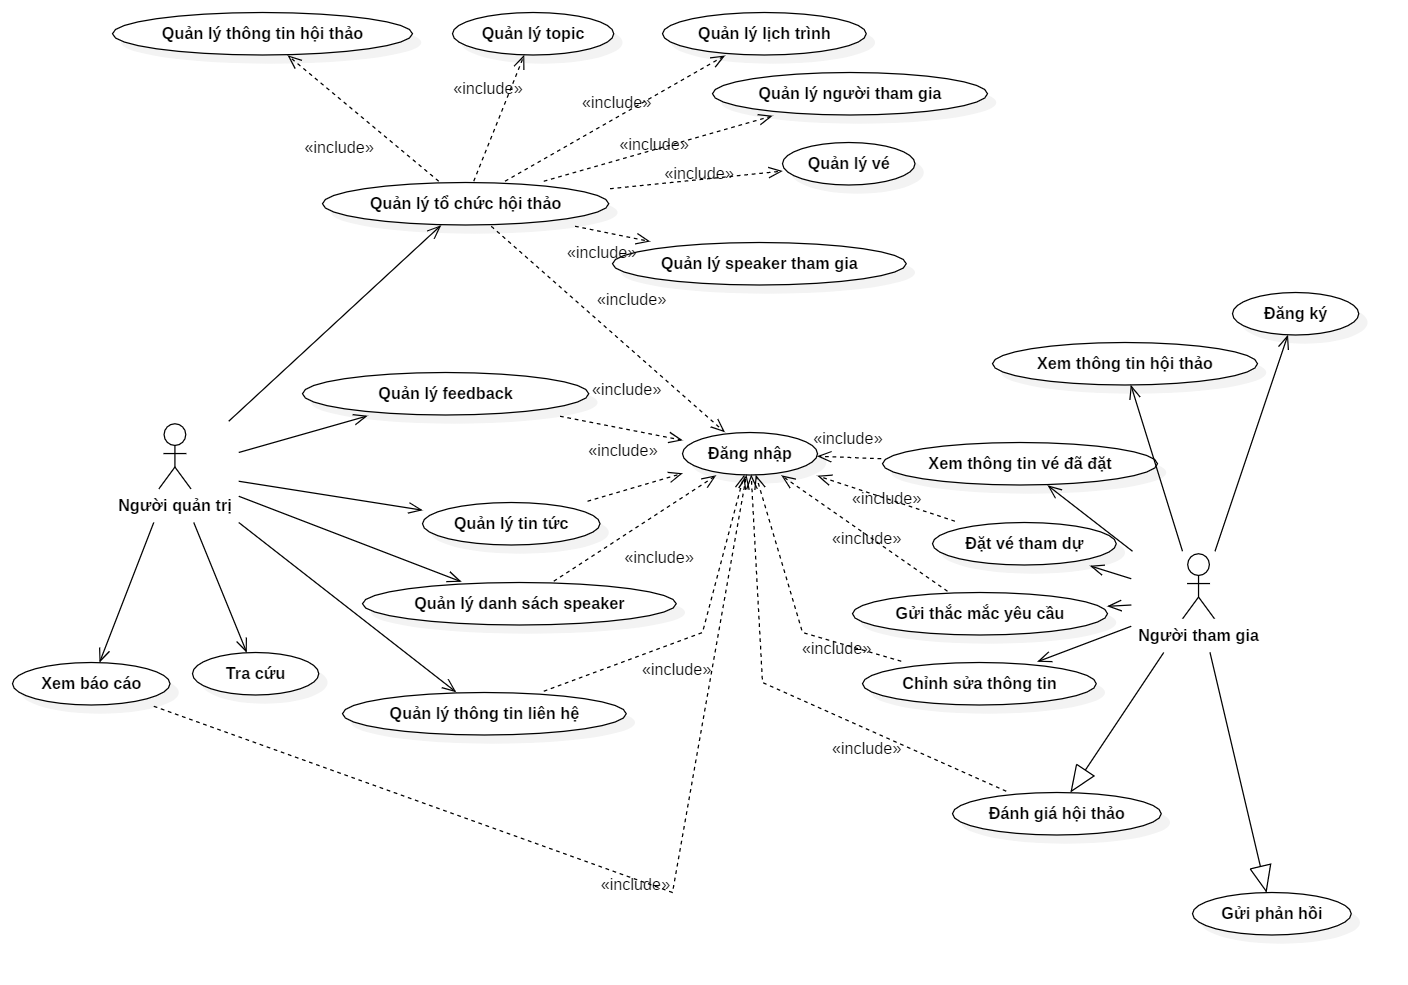 Quản lý thông tin hội thảo
Quản lý topic
Quản lý lịch trình
«include»
Quản lý người tham gia
«include»
«include»
«include»
Quản lý vé
«include»
Quản lý tổ chức hội thảo
«include»
Quản lý speaker tham gia
«include»
Đăng ký
Xem thông tin hội thảo
Quản lý feedback
«include»
«include»
Đăng nhập
«include»
Xem thông tin vé đã đặt
«include»
Người quản trị
Quản lý tin tức
«include»
Đặt vé tham dự
«include»
Quản lý danh sách speaker
Gửi thắc mắc yêu cầu
Người tham gia
«include»
Xem báo cáo
Tra cứu
«include»
Chỉnh sửa thông tin
Quản lý thông tin liên hệ
«include»
Đánh giá hội thảo
«include»
Gửi phản hồi